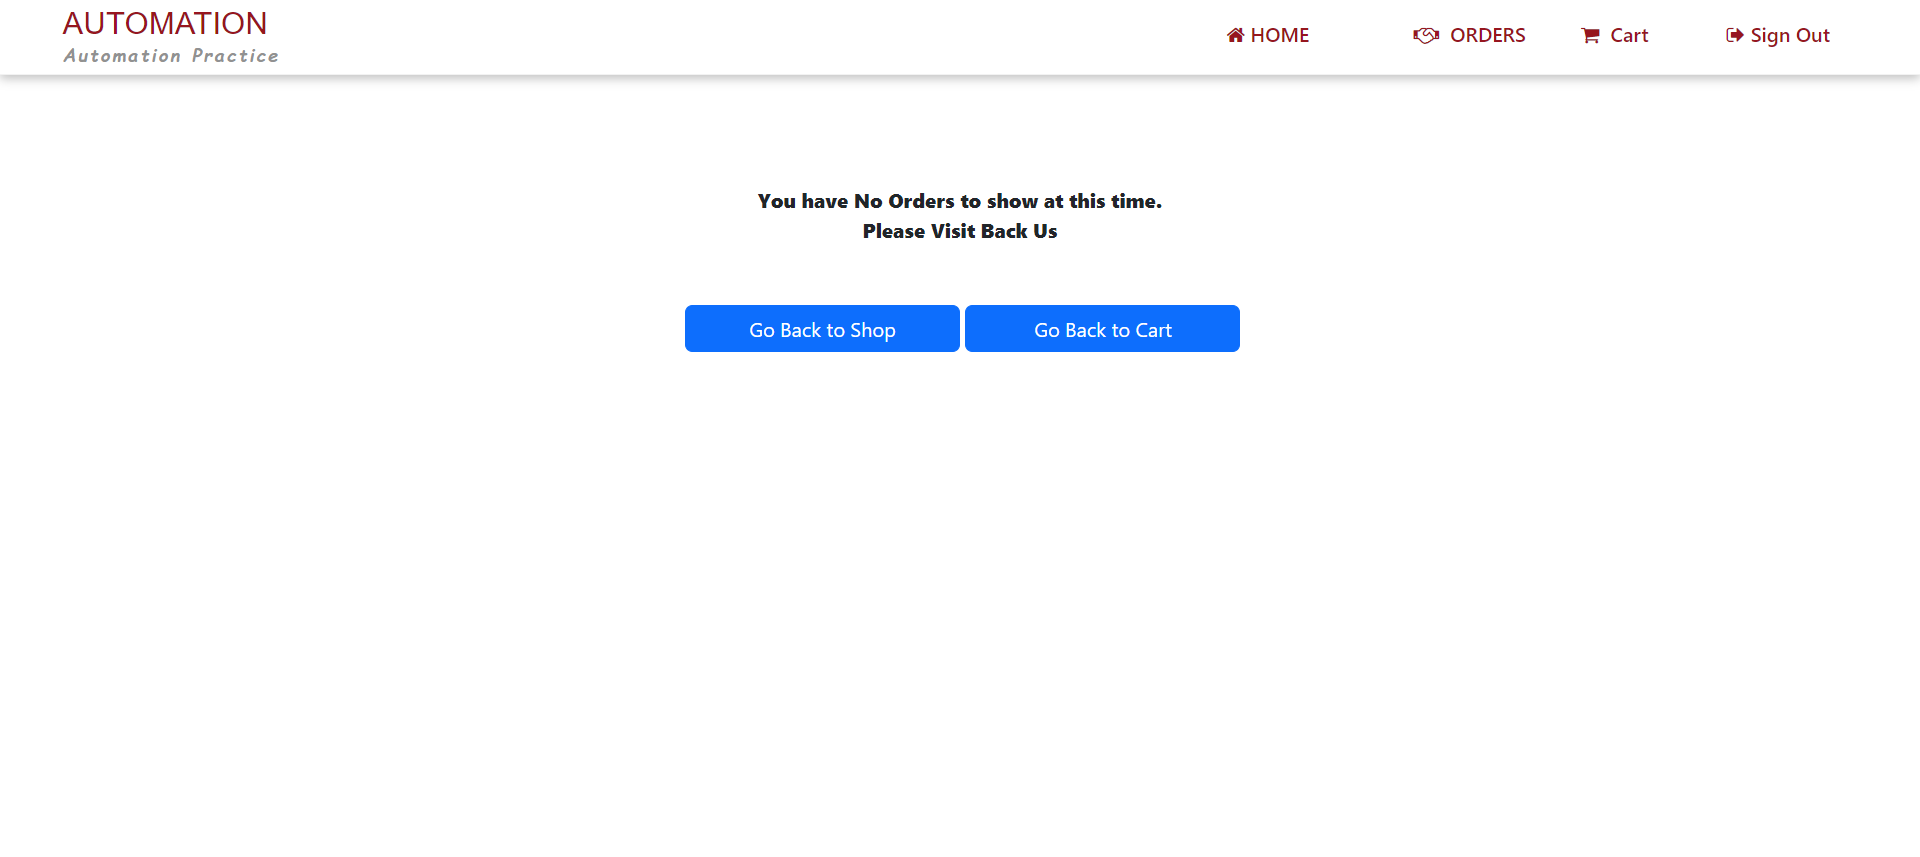 AUTOMATION
Automation Practice
HOME
ORDERS
Cart
Sign Out
You have No Orders to show at this time.
Please Visit Back Us
Go Back to Shop
Go Back to Cart